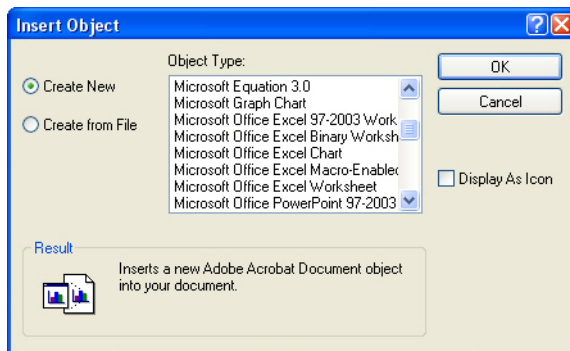 Insert Object
Object Type:
Create New
Create from File
Microsoft Equation 3.0
Microsoft Graph Chart
Microsoft Office Excel 97-2003 Work
Microsoft Office Excel Binary Worksh
Microsoft Office Excel Chart
Microsoft Office Excel Macro-Enabled
Microsoft Office Excel Worksheet
Microsoft Office PowerPoint 97-2003
OK
Cancel
Display As Icon
Result
Inserts a new Adobe Acrobat Document object
into your document.